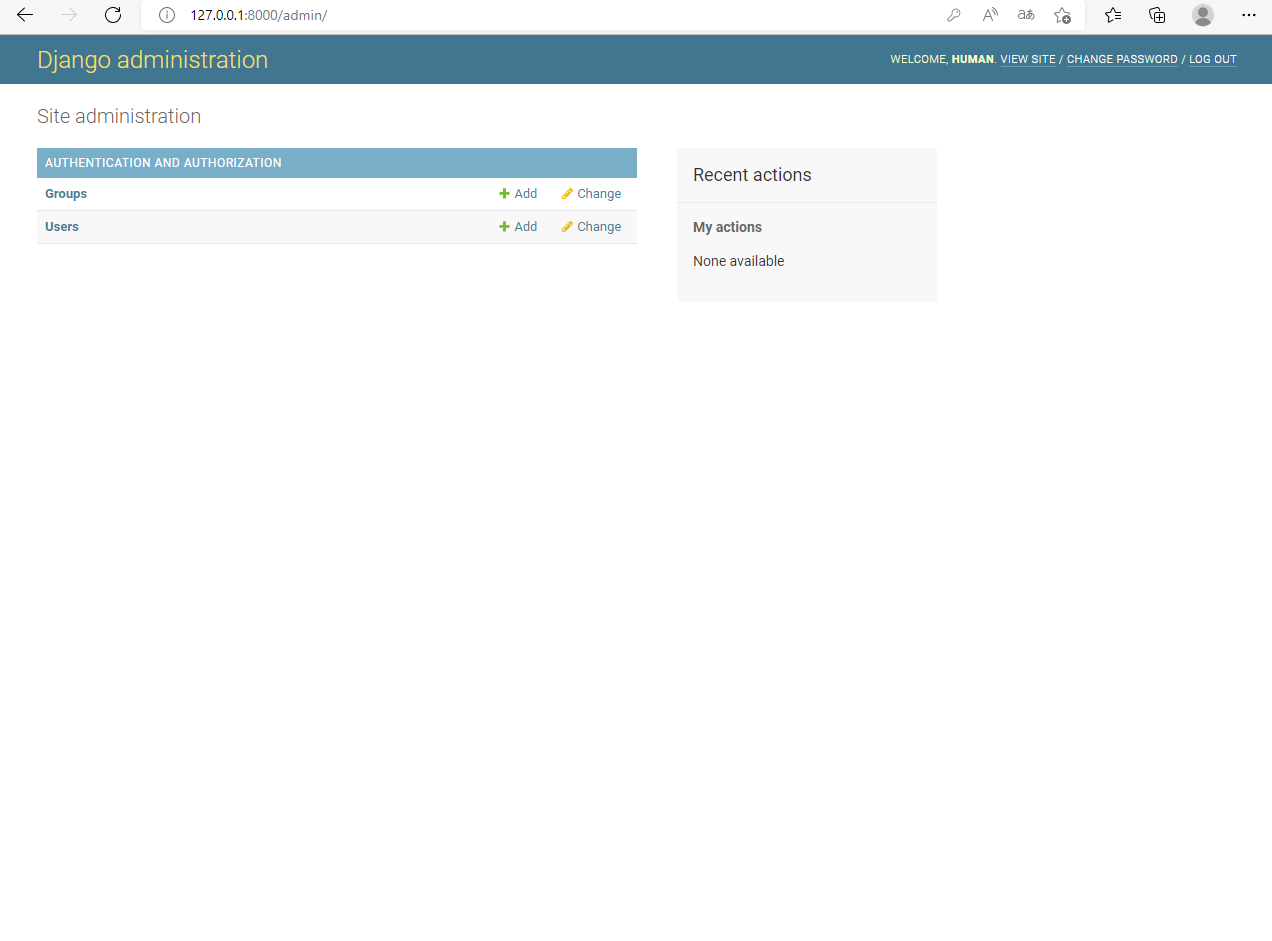 127.0.0.1:8000/admin/
Django administration
WELCOME, HUMAN. VIEW SITE / CHANGE PASSWORD / LOG OUT
Site administration
AUTHENTICATION AND AUTHORIZATION
Groups Add Change
Users Add Change
Recent actions
My actions
None available